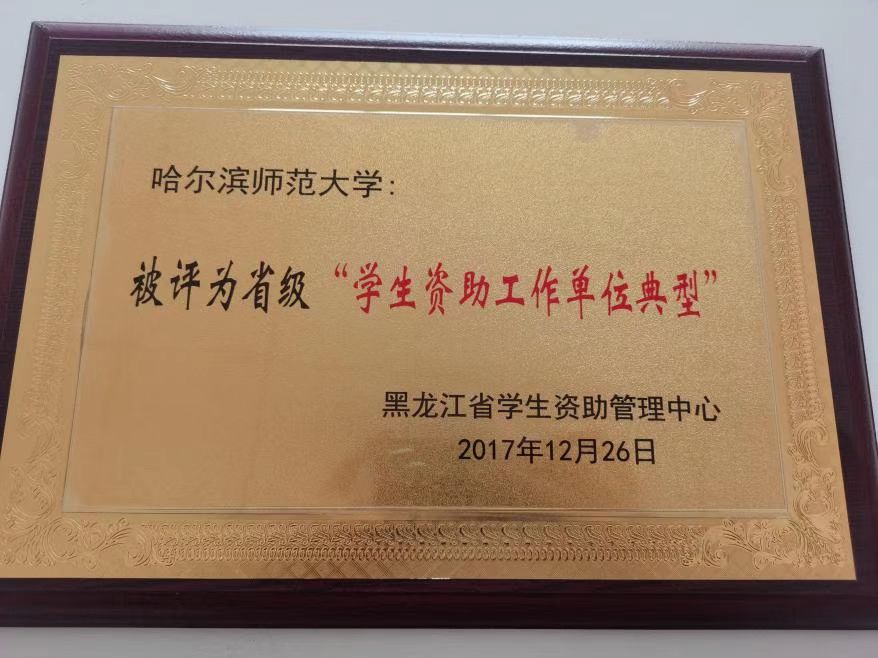 哈尔滨师范大学：
被评为省级“学生资助工作单位典型”
黑龙江省学生资助管理中心
2017年12月26日